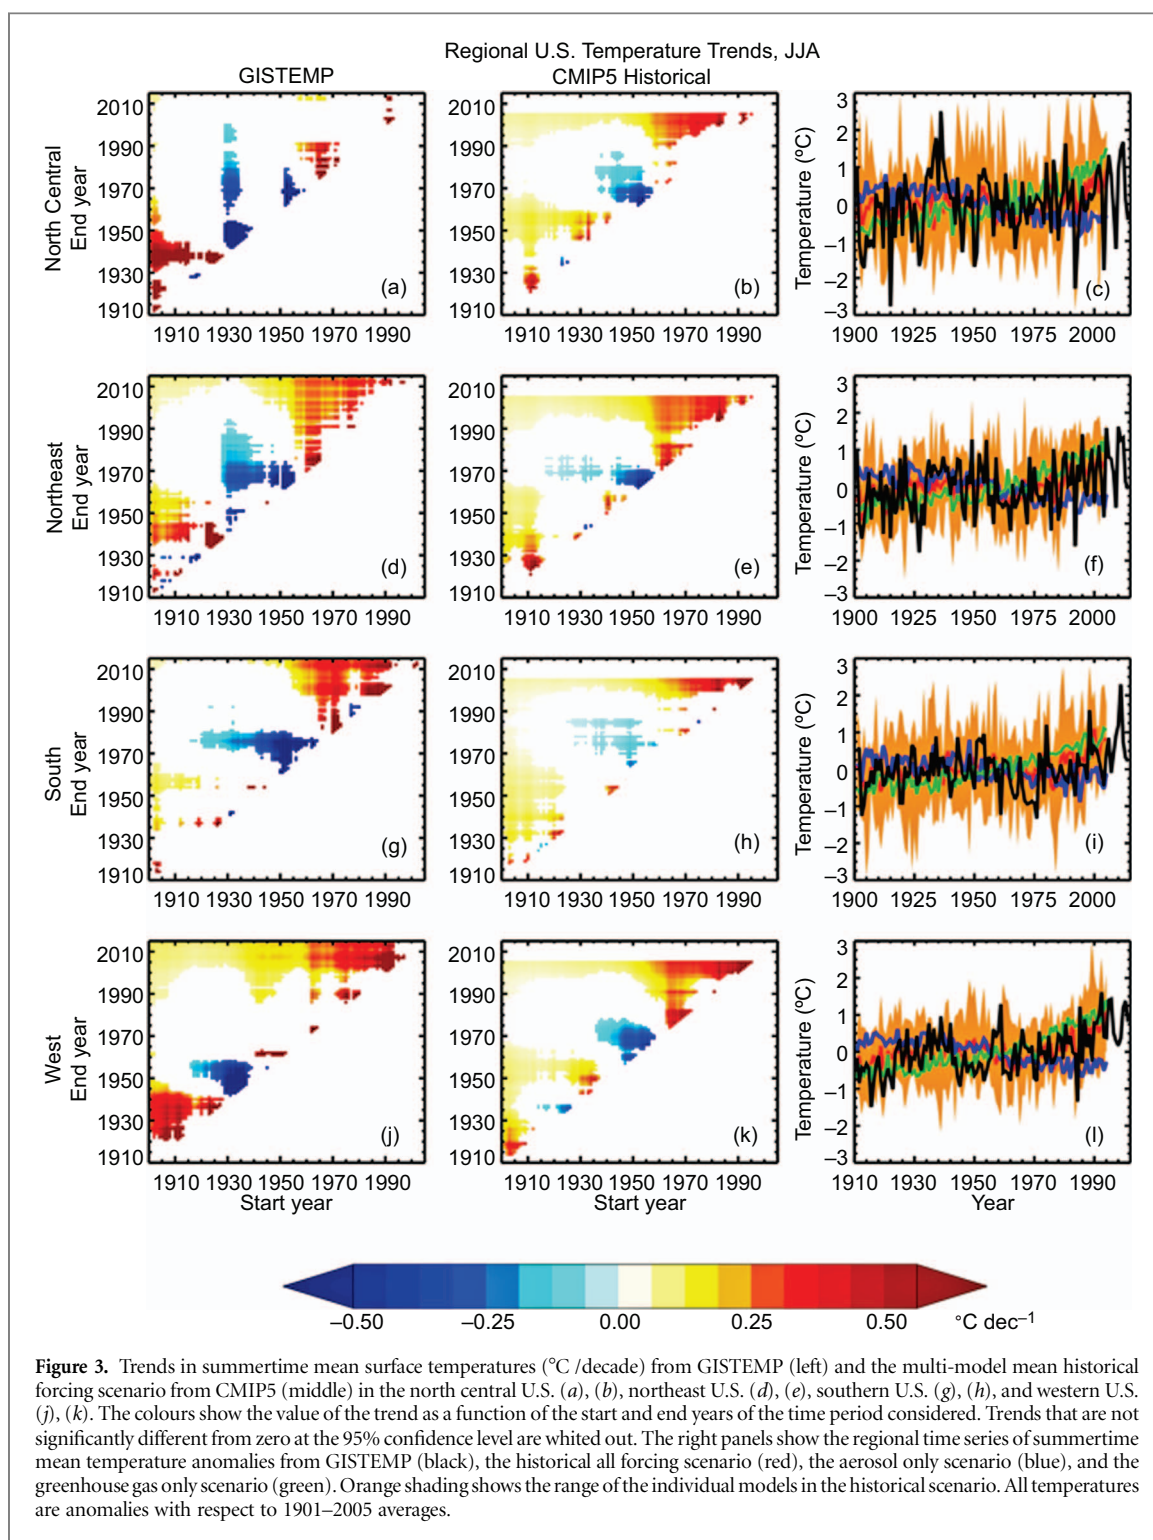 Regional U.S. Temperature Trends, JJA
GISTEMP
CMIP5 Historical
North Central
End year
2010
1990
1970
1950
1930
1910
(a)
1910 1930 1950 1970 1990
2010
1990
1970
1950
1930
1910
(b)
1910 1930 1950 1970 1990
Temperature (ºC)
3
2
1
0
–1
–2
–3
(c)
1900 1925 1950 1975 2000
Northeast
End year
2010
1990
1970
1950
1930
1910
(d)
1910 1930 1950 1970 1990
2010
1990
1970
1950
1930
1910
(e)
1910 1930 1950 1970 1990
Temperature (ºC)
3
2
1
0
–1
–2
–3
(f)
1900 1925 1950 1975 2000
South
End year
2010
1990
1970
1950
1930
1910
(g)
1910 1930 1950 1970 1990
2010
1990
1970
1950
1930
1910
(h)
1910 1930 1950 1970 1990
Temperature (ºC)
3
2
1
0
–1
–2
–3
(i)
1900 1925 1950 1975 2000
West
End year
2010
1990
1970
1950
1930
1910
(j)
1910 1930 1950 1970 1990
Start year
2010
1990
1970
1950
1930
1910
(k)
1910 1930 1950 1970 1990
Start year
Temperature (ºC)
3
2
1
0
–1
–2
–3
(l)
1910 1930 1950 1970 1990
Year
–0.50 –0.25 0.00 0.25 0.50 °C dec⁻¹
Figure 3. Trends in summertime mean surface temperatures (°C /decade) from GISTEMP (left) and the multi-model mean historical
forcing scenario from CMIP5 (middle) in the north central U.S. (a), (b), northeast U.S. (d), (e), southern U.S. (g), (h), and western U.S.
(j), (k). The colours show the value of the trend as a function of the start and end years of the time period considered. Trends that are not
significantly different from zero at the 95% confidence level are whited out. The right panels show the regional time series of summertime
mean temperature anomalies from GISTEMP (black), the historical all forcing scenario (red), the aerosol only scenario (blue), and the
greenhouse gas only scenario (green). Orange shading shows the range of the individual models in the historical scenario. All temperatures
are anomalies with respect to 1901–2005 averages.